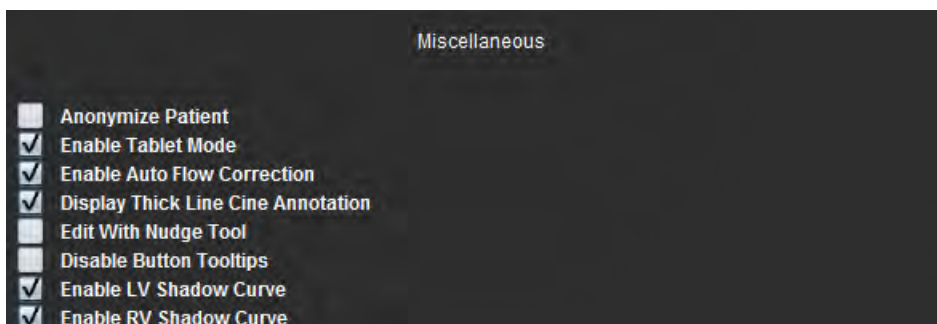 Miscellaneous
Anonymize Patient
Enable Tablet Mode
Enable Auto Flow Correction
Display Thick Line Cine Annotation
Edit With Nudge Tool
Disable Button Tooltips
Enable LV Shadow Curve
Enable RV Shadow Curve